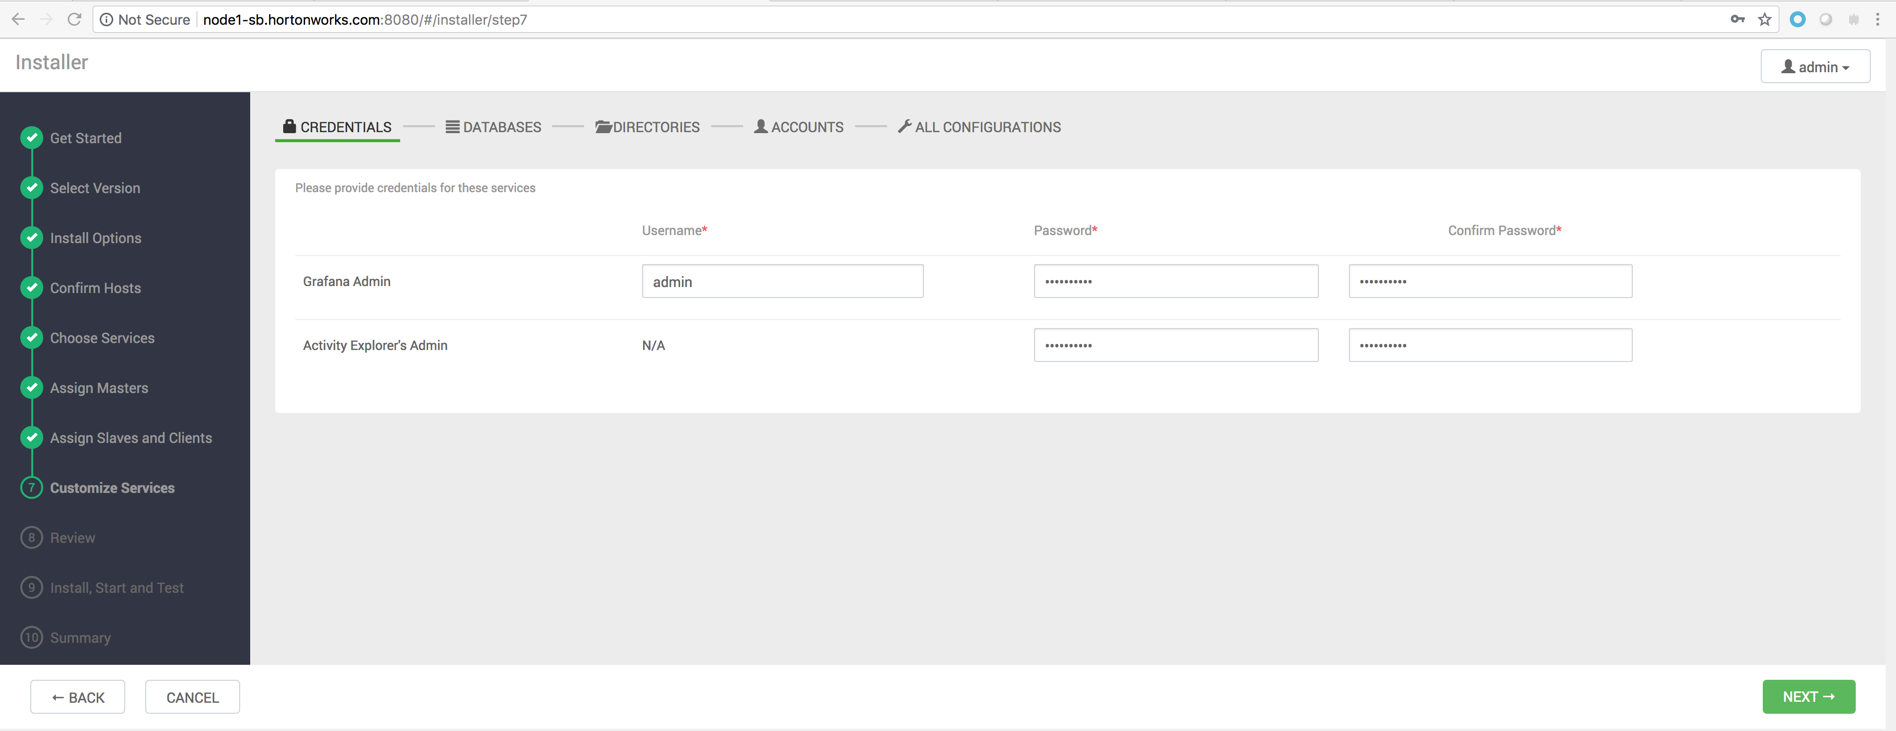 Not Secure node1-sb.hortonworks.com:8080/#/installer/step7
Installer
admin
Get Started
Select Version
Install Options
Confirm Hosts
Choose Services
Assign Masters
Assign Slaves and Clients
7 Customize Services
8 Review
9 Install, Start and Test
10 Summary
CREDENTIALS DATABASES DIRECTORIES ACCOUNTS ALL CONFIGURATIONS
Please provide credentials for these services
Username* Password* Confirm Password*
Grafana Admin admin •••••••••• ••••••••••
Activity Explorer's Admin N/A •••••••••• ••••••••••
← BACK CANCEL NEXT →